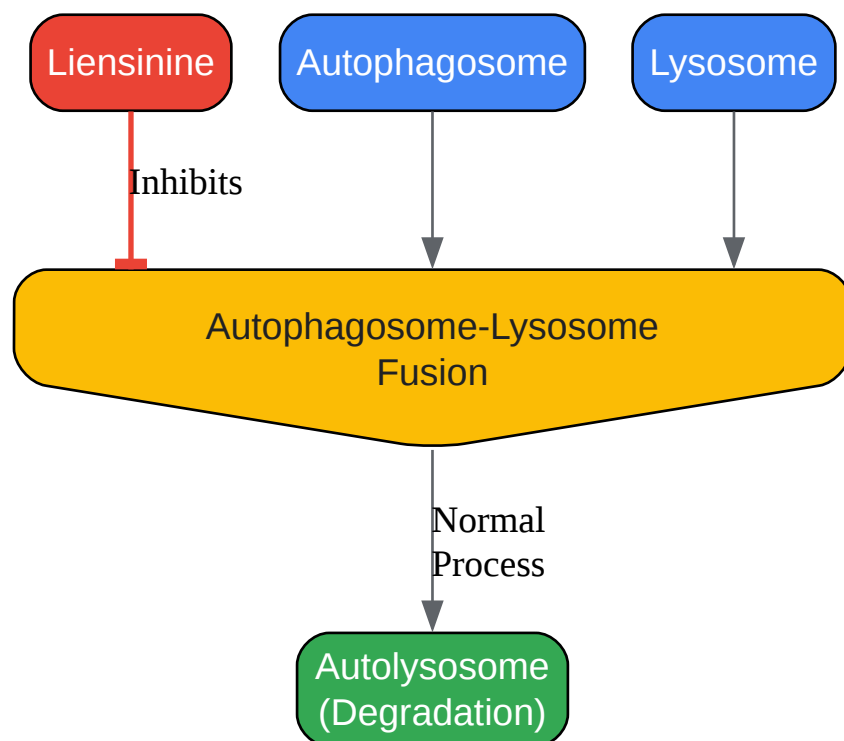 Liensinine
Autophagosome
Lysosome
Inhibits
Autophagosome-Lysosome
Fusion
Normal
Process
Autolysosome
(Degradation)